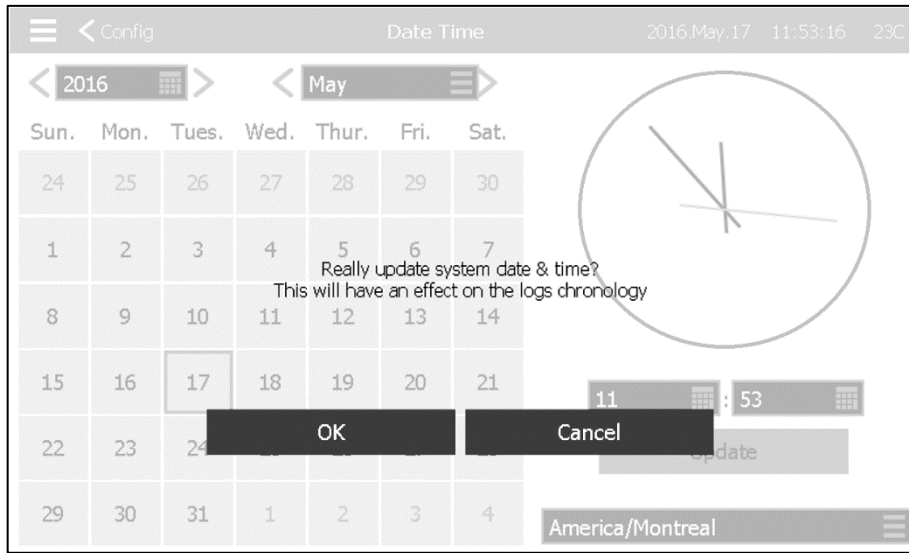 Config Date Time 2016.May.17 11:53:16 23C
2016 May
Sun. Mon. Tues. Wed. Thur. Fri. Sat.
24 25 26 27 28 29 30
1 2 3 4 5 6 7
Really update system date & time?
This will have an effect on the logs chronology
8 9 10 11 12 13 14
15 16 17 18 19 20 21
11 : 53
OK Cancel
22 23 24
Update
29 30 31 1 2 3 4
America/Montreal